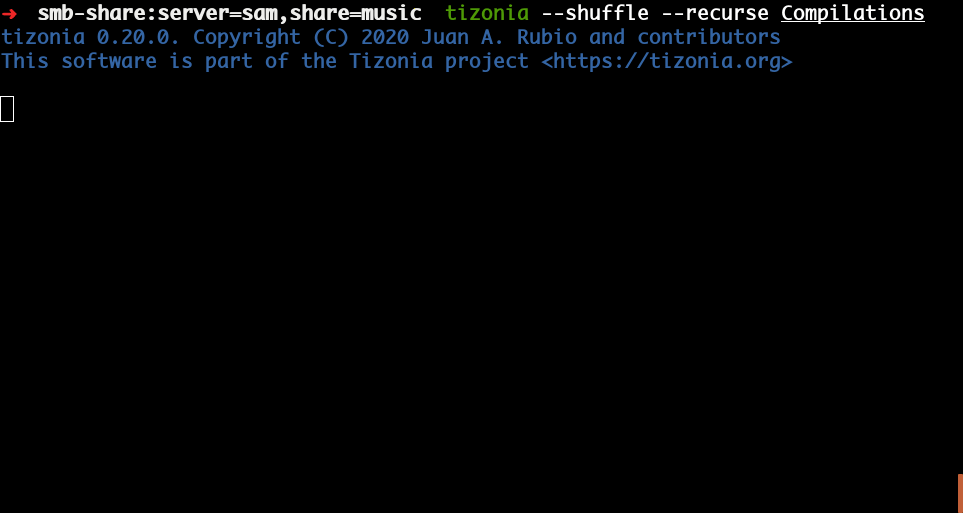 ➜ smb-share:server=sam,share=music tizonia --shuffle --recurse Compilations
tizonia 0.20.0. Copyright (C) 2020 Juan A. Rubio and contributors
This software is part of the Tizonia project <https://tizonia.org>